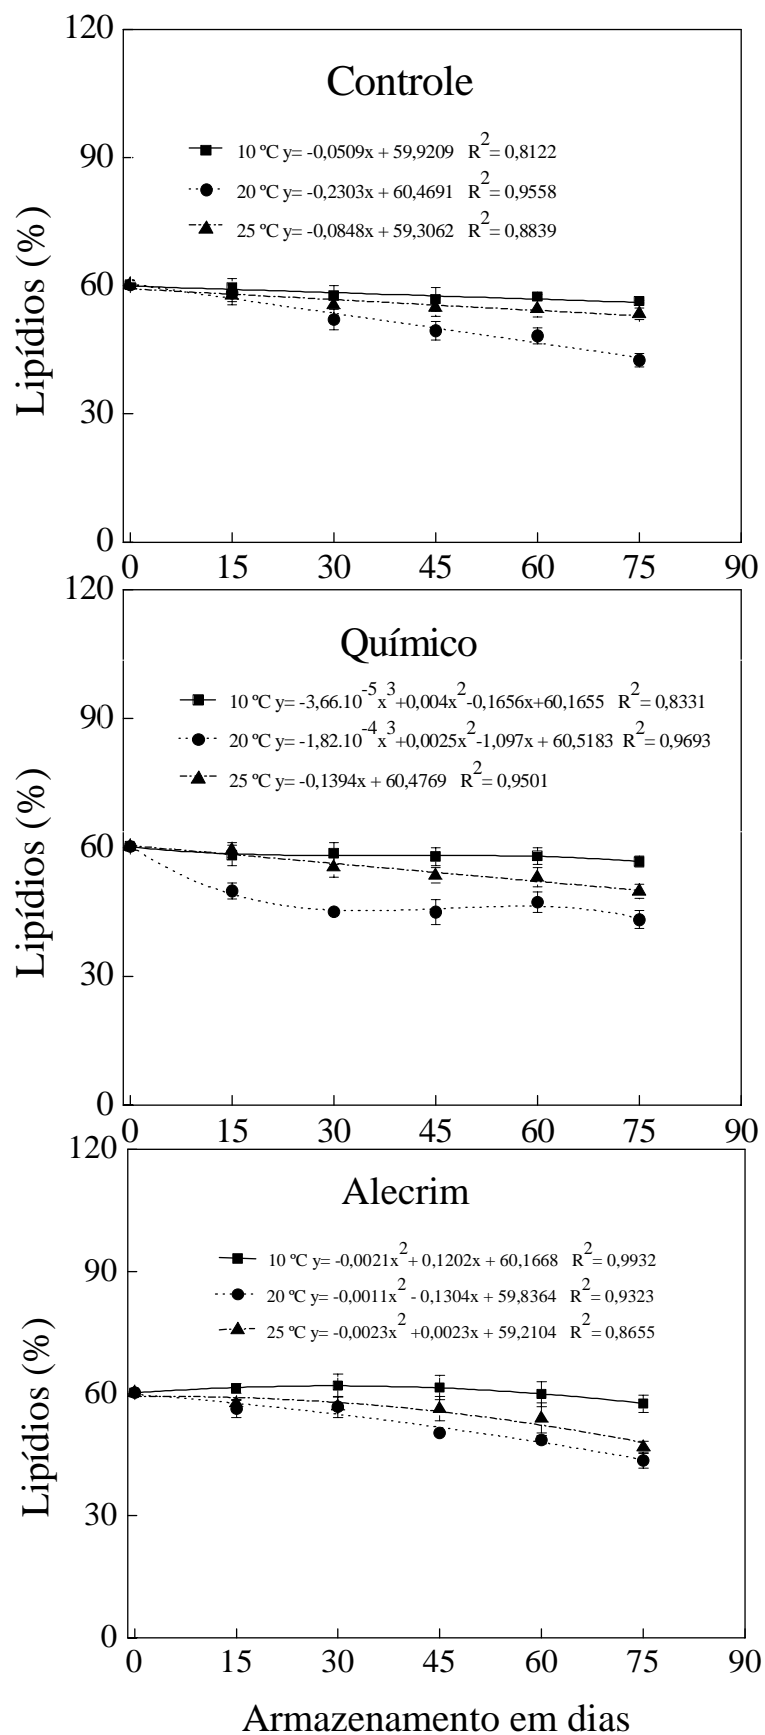 120
Controle
90
10 ºC y= -0,0509x + 59,9209 R² = 0,8122
20 ºC y= -0,2303x + 60,4691 R² = 0,9558
25 ºC y= -0,0848x + 59,3062 R² = 0,8839
60
30
0
Lipídios (%)
0 15 30 45 60 75 90
120
Químico
90
10 ºC y= -3,66.10⁻⁵x³+0,004x²-0,1656x+60,1655 R² = 0,8331
20 ºC y= -1,82.10⁻⁴x³+0,0025x²-1,097x + 60,5183 R² = 0,9693
25 ºC y= -0,1394x + 60,4769 R² = 0,9501
60
30
0
Lipídios (%)
0 15 30 45 60 75 90
120
Alecrim
90
10 ºC y= -0,0021x² + 0,1202x + 60,1668 R² = 0,9932
20 ºC y= -0,0011x² - 0,1304x + 59,8364 R² = 0,9323
25 ºC y= -0,0023x² +0,0023x + 59,2104 R² = 0,8655
60
30
0
Lipídios (%)
0 15 30 45 60 75 90
Armazenamento em dias